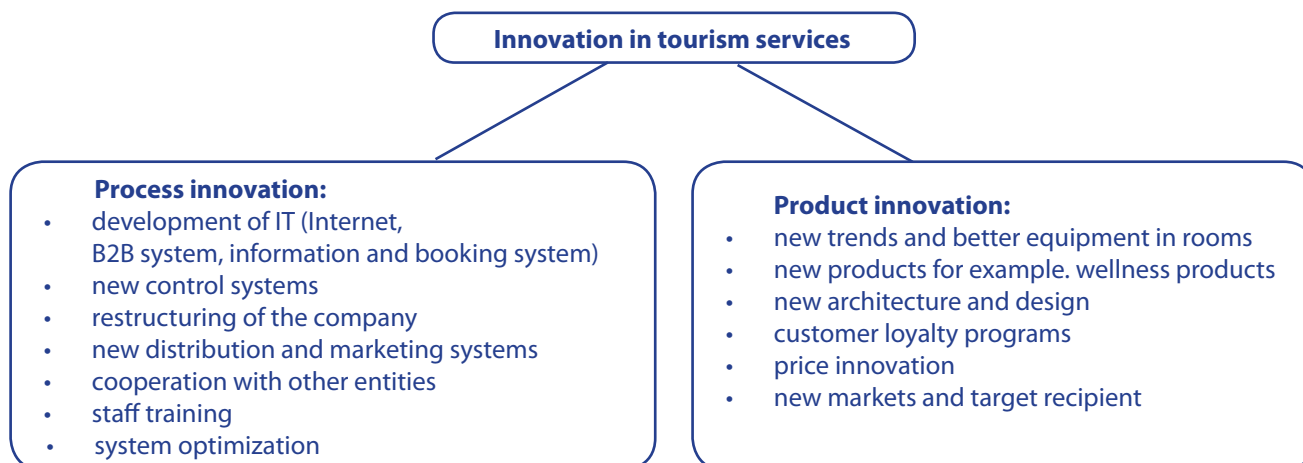 Innovation in tourism services
Process innovation:
• development of IT (Internet,
B2B system, information and booking system)
• new control systems
• restructuring of the company
• new distribution and marketing systems
• cooperation with other entities
• staff training
• system optimization
Product innovation:
• new trends and better equipment in rooms
• new products for example. wellness products
• new architecture and design
• customer loyalty programs
• price innovation
• new markets and target recipient